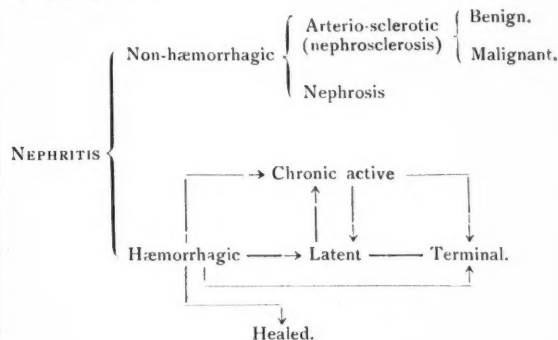 Arterio-sclerotic
(nephrosclerosis)
Benign.
Malignant.
Non-hæmorrhagic
Nephrosis
NEPHRITIS
Chronic active
Hæmorrhagic
Latent
Terminal.
Healed.